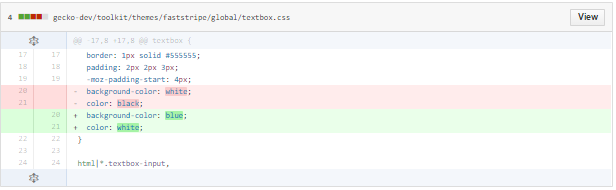 4 gecko-dev/toolkit/themes/faststripe/global/textbox.css View
@@ -17,8 +17,8 @@ textbox {
17 17 border: 1px solid #555555;
18 18 padding: 2px 2px 3px;
19 19 -moz-padding-start: 4px;
20 - background-color: white;
21 - color: black;
20 + background-color: blue;
21 + color: white;
22 22 }
23 23
24 24 html|*.textbox-input,